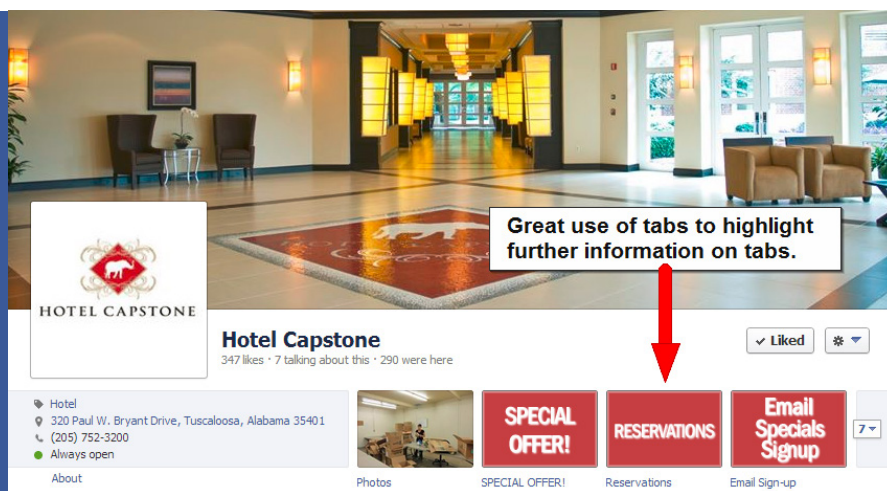 Great use of tabs to highlight
further information on tabs.
HOTEL CAPSTONE
Hotel Capstone
347 likes · 7 talking about this · 290 were here
Liked
Hotel
320 Paul W. Bryant Drive, Tuscaloosa, Alabama 35401
(205) 752-3200
Always open
About
Photos
SPECIAL
OFFER!
SPECIAL OFFER!
RESERVATIONS
Reservations
Email
Specials
Signup
Email Sign-up
7